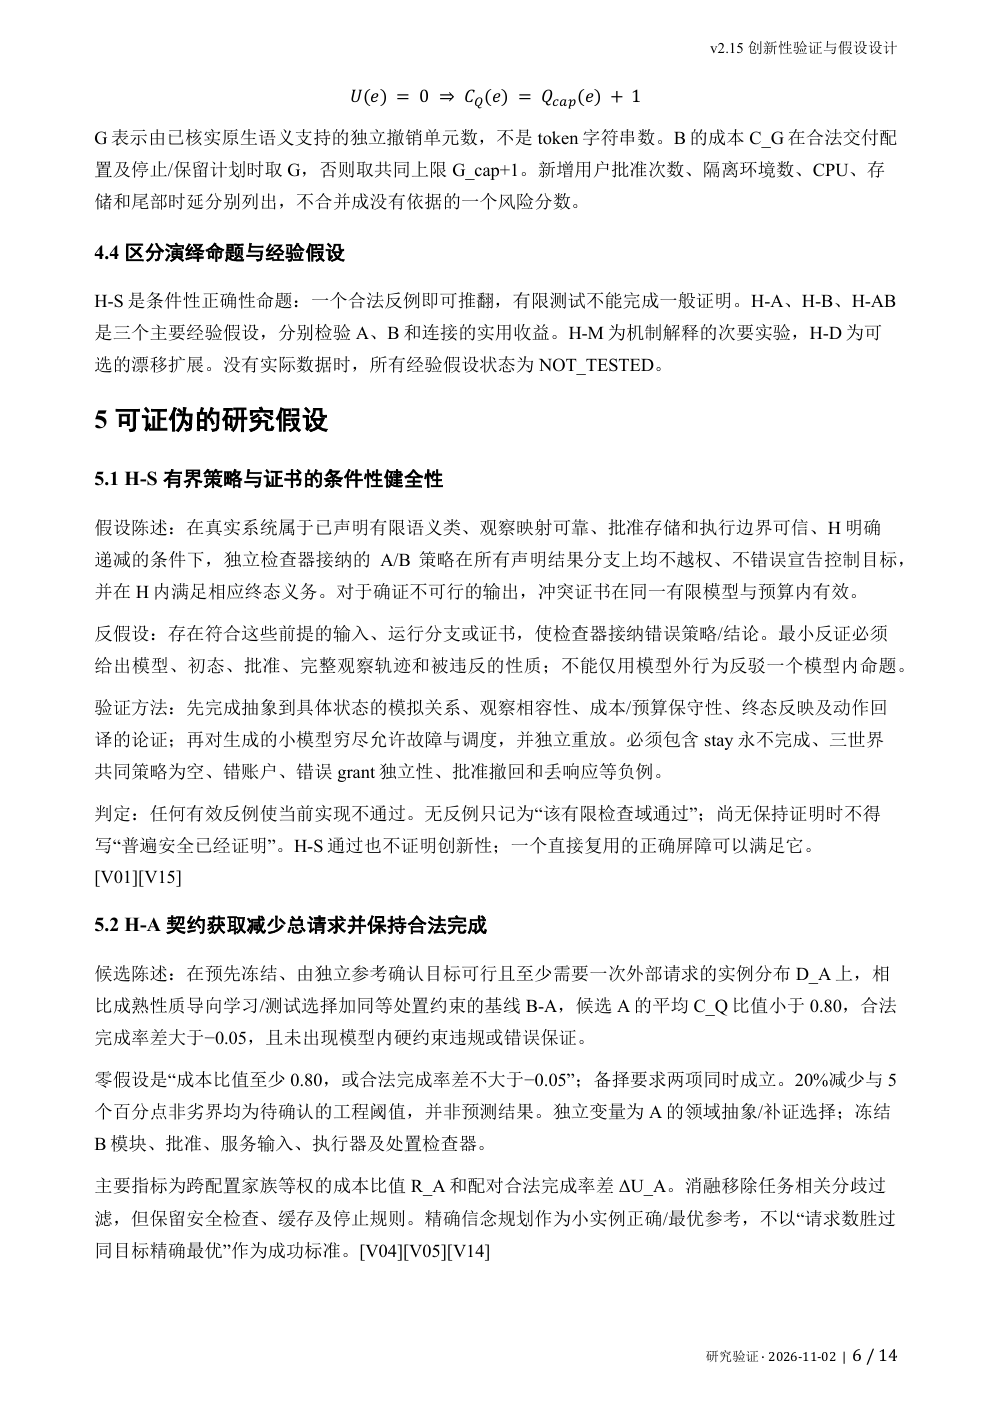 v2.15 创新性验证与假设设计
U(e) = 0 ⇒ C_Q(e) = Q_cap(e) + 1
G 表示由已核实原生语义支持的独立撤销单元数，不是 token 字符串数。B 的成本 C_G 在合法交付配
置及停止/保留计划时取 G，否则取共同上限 G_cap+1。新增用户批准次数、隔离环境数、CPU、存
储和尾部时延分别列出，不合并成没有依据的一个风险分数。
4.4 区分演绎命题与经验假设
H-S 是条件性正确性命题：一个合法反例即可推翻，有限测试不能完成一般证明。H-A、H-B、H-AB
是三个主要经验假设，分别检验 A、B 和连接的实用收益。H-M 为机制解释的次要实验，H-D 为可
选的漂移扩展。没有实际数据时，所有经验假设状态为 NOT_TESTED。
5 可证伪的研究假设
5.1 H-S 有界策略与证书的条件性健全性
假设陈述：在真实系统属于已声明有限语义类、观察映射可靠、批准存储和执行边界可信、H 明确
递减的条件下，独立检查器接纳的 A/B 策略在所有声明结果分支上均不越权、不错误宣告控制目标，
并在 H 内满足相应终态义务。对于确证不可行的输出，冲突证书在同一有限模型与预算内有效。
反假设：存在符合这些前提的输入、运行分支或证书，使检查器接纳错误策略/结论。最小反证必须
给出模型、初态、批准、完整观察轨迹和被违反的性质；不能仅用模型外行为反驳一个模型内命题。
验证方法：先完成抽象到具体状态的模拟关系、观察相容性、成本/预算保守性、终态反映及动作回
译的论证；再对生成的小模型穷尽允许故障与调度，并独立重放。必须包含 stay 永不完成、三世界
共同策略为空、错账户、错误 grant 独立性、批准撤回和丢响应等负例。
判定：任何有效反例使当前实现不通过。无反例只记为“该有限检查域通过”；尚无保持证明时不得
写“普遍安全已经证明”。H-S 通过也不证明创新性；一个直接复用的正确屏障可以满足它。
[V01][V15]
5.2 H-A 契约获取减少总请求并保持合法完成
候选陈述：在预先冻结、由独立参考确认目标可行且至少需要一次外部请求的实例分布 D_A 上，相
比成熟性质导向学习/测试选择加同等处置约束的基线 B-A，候选 A 的平均 C_Q 比值小于 0.80，合法
完成率差大于−0.05，且未出现模型内硬约束违规或错误保证。
零假设是“成本比值至少 0.80，或合法完成率差不大于−0.05”；备择要求两项同时成立。20%减少与 5
个百分点非劣界均为待确认的工程阈值，并非预测结果。独立变量为 A 的领域抽象/补证选择；冻结
B 模块、批准、服务输入、执行器及处置检查器。
主要指标为跨配置家族等权的成本比值 R_A 和配对合法完成率差 ΔU_A。消融移除任务相关分歧过
滤，但保留安全检查、缓存及停止规则。精确信念规划作为小实例正确/最优参考，不以“请求数胜过
同目标精确最优”作为成功标准。[V04][V05][V14]
研究验证 · 2026-11-02 | 6 / 14